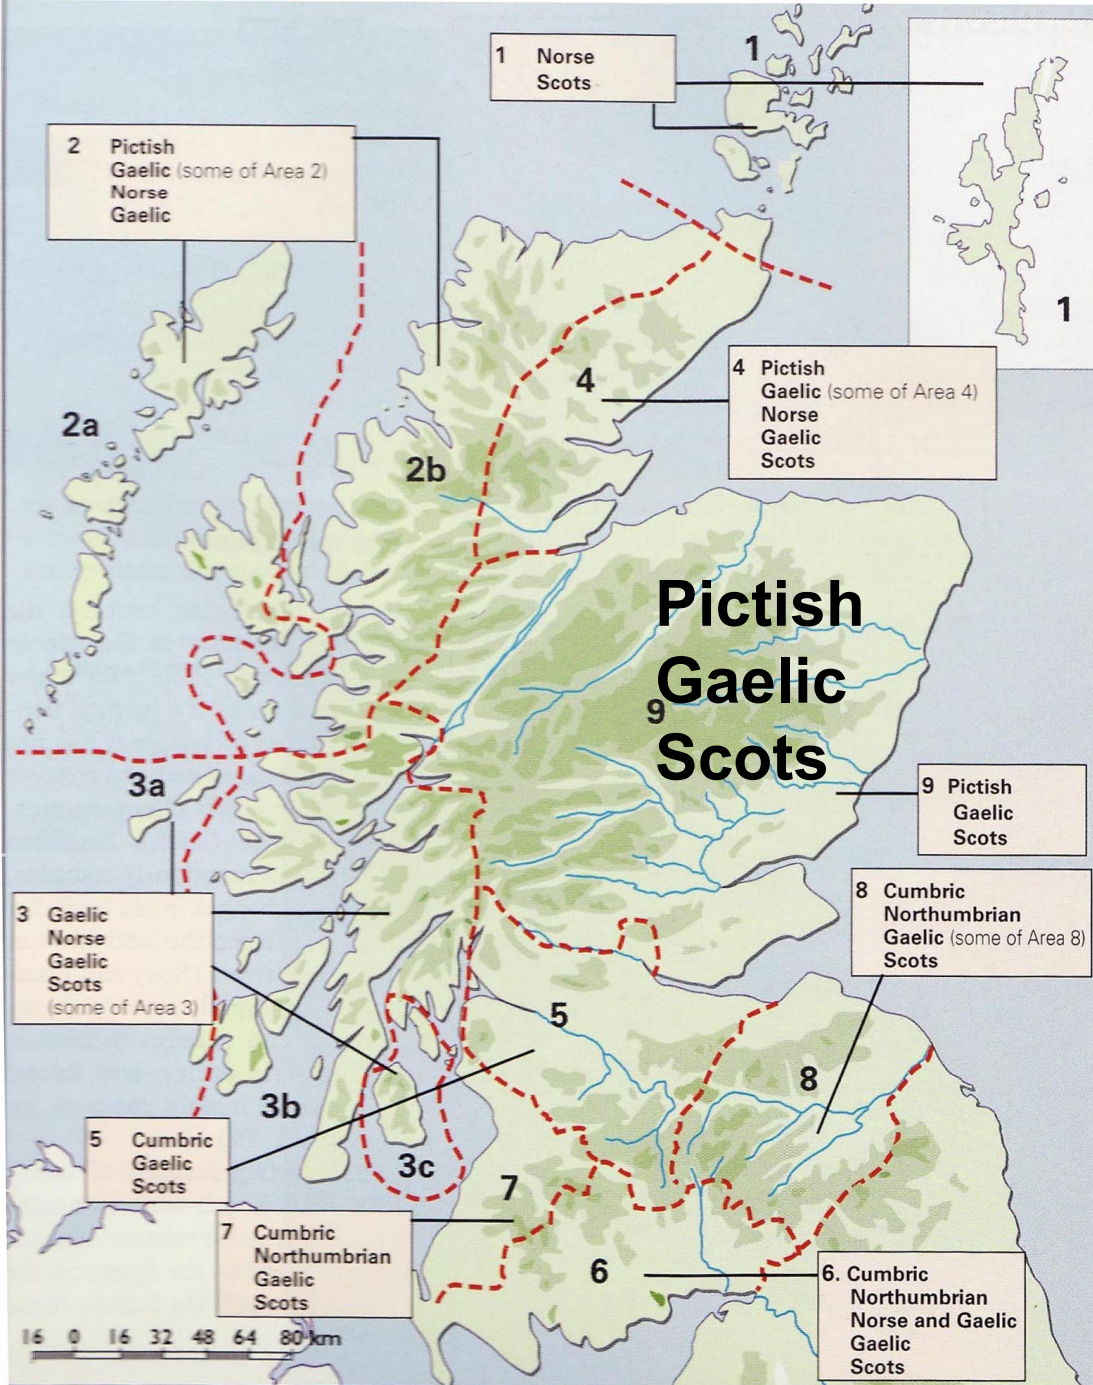 1 Norse
Scots
1
1
2 Pictish
Gaelic (some of Area 2)
Norse
Gaelic
2a
2b
4
4 Pictish
Gaelic (some of Area 4)
Norse
Gaelic
Scots
Pictish
Gaelic
Scots
9
9 Pictish
Gaelic
Scots
3a
3 Gaelic
Norse
Gaelic
Scots
(some of Area 3)
8 Cumbric
Northumbrian
Gaelic (some of Area 8)
Scots
5
8
3b
3c
5 Cumbric
Gaelic
Scots
7
7 Cumbric
Northumbrian
Gaelic
Scots
6
6. Cumbric
Northumbrian
Norse and Gaelic
Gaelic
Scots
16 0 16 32 48 64 80 km